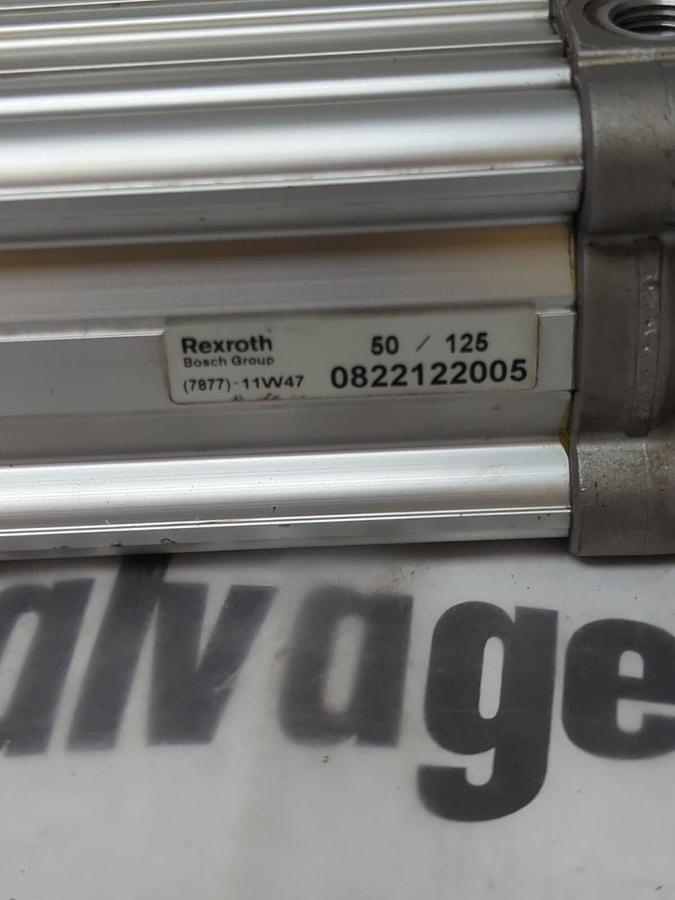 Rexroth 50 / 125
Bosch Group
(7877)-11W47 0822122005
alvage